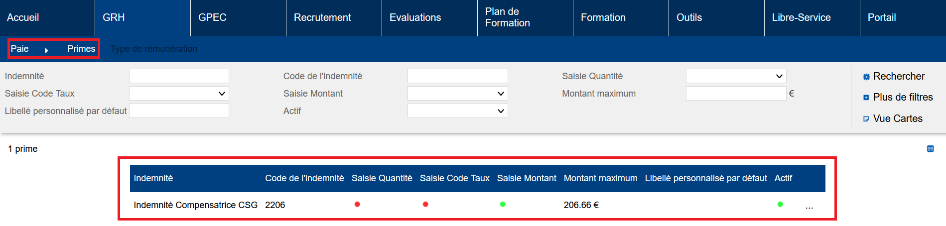 Accueil GRH GPEC Recrutement Evaluations Plan de Formation Formation Outils Libre-Service Portail
Paie Primes Type de rémunération
Indemnité Code de l'Indemnité Saisie Quantité Rechercher
Saisie Code Taux Saisie Montant Montant maximum € Plus de filtres
Libellé personnalisé par défaut Actif Vue Cartes
1 prime
Indemnité Code de l'Indemnité Saisie Quantité Saisie Code Taux Saisie Montant Montant maximum Libellé personnalisé par défaut Actif
Indemnité Compensatrice CSG 2206 206.66 € ...